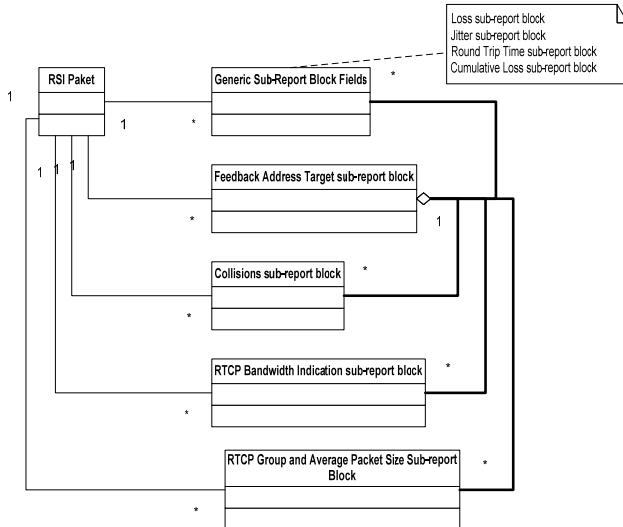 Loss sub-report block
Jitter sub-report block
Round Trip Time sub-report block
Cumulative Loss sub-report block
RSI Paket
Generic Sub-Report Block Fields
*
1
1
*
Feedback Address Target sub-report block
1
1
1
*
1
Collisions sub-report block
*
*
RTCP Bandwidth Indication sub-report block
*
*
RTCP Group and Average Packet Size Sub-report
Block
*
*